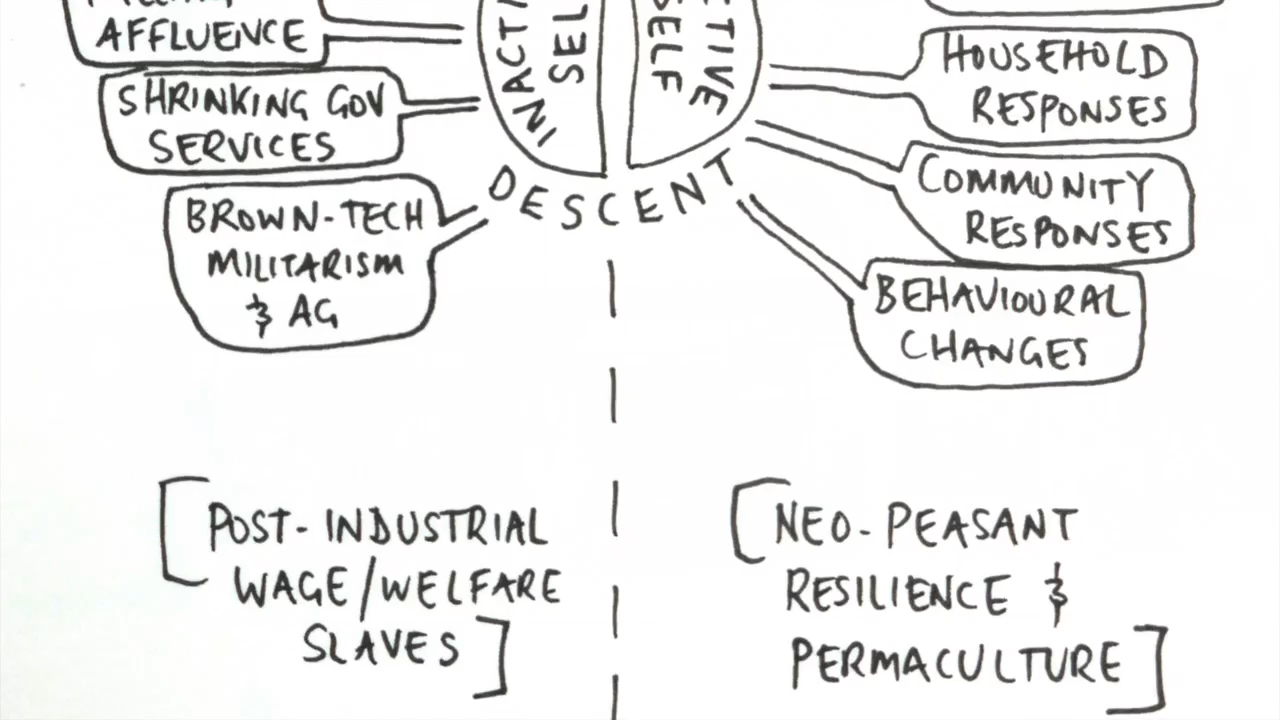 AFFLUENCE
SHRINKING GOV
SERVICES
BROWN-TECH
MILITARISM
& AG
SELF
DESCENT
HOUSEHOLD
RESPONSES
COMMUNITY
RESPONSES
BEHAVIOURAL
CHANGES
[POST-INDUSTRIAL
WAGE/WELFARE
SLAVES]
[NEO-PEASANT
RESILIENCE &
PERMACULTURE]